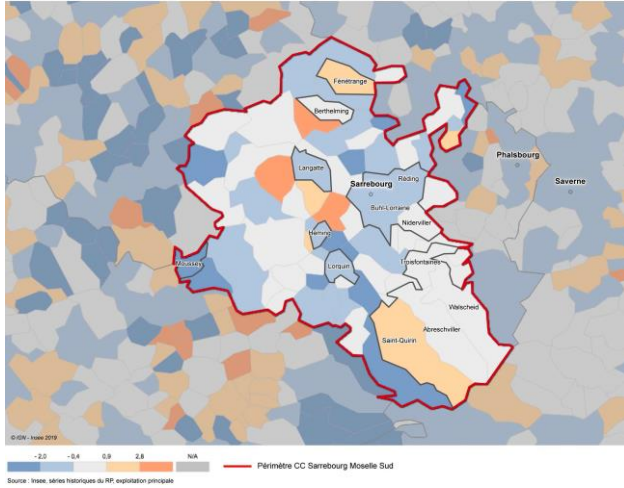 Fénétrange
Berthelming
Phalsbourg
Langatte
Réding
Saverne
Sarrebourg
Buhl-Lorraine
Niderviller
Héming
Troisfontaines
Moussey
Lorquin
Walscheid
Abreschviller
Saint-Quirin
© IGN - Insee 2019
- 2,0 - 0,4 0,9 2,8 N/A Périmètre CC Sarrebourg Moselle Sud
Source : Insee, séries historiques du RP, exploitation principale